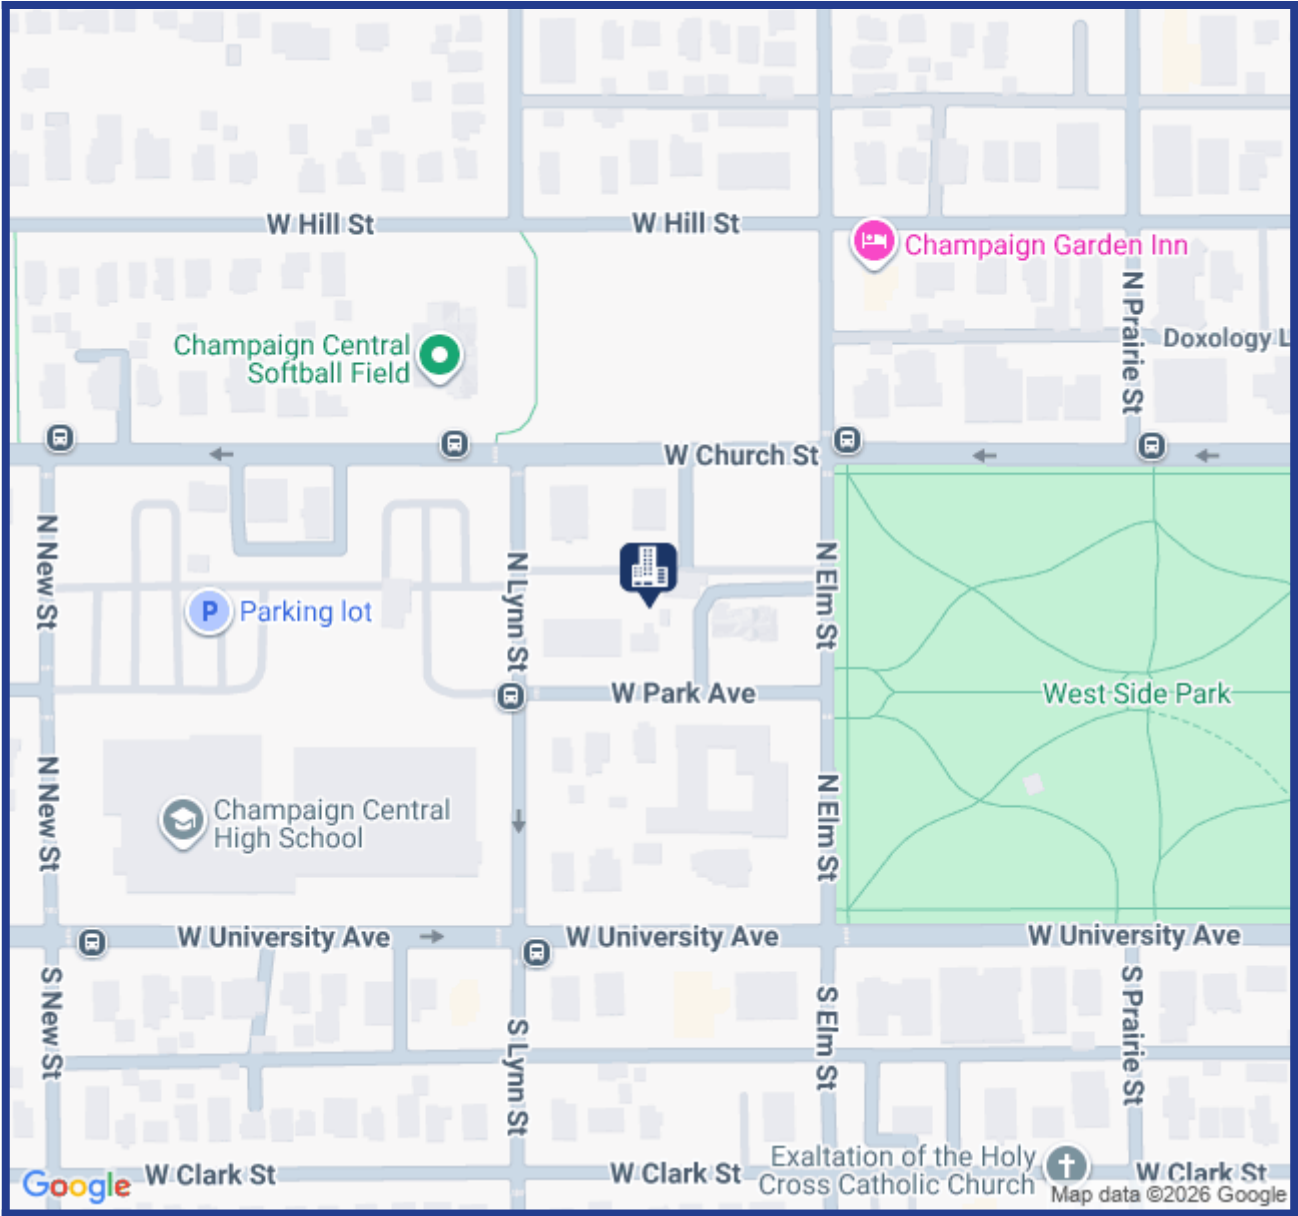 W Hill St
W Hill St
Champaign Garden Inn
N Prairie St
Doxology L
Champaign Central
Softball Field
W Church St
N New St
N Lynn St
N Elm St
P
Parking lot
W Park Ave
West Side Park
N New St
N Elm St
Champaign Central
High School
W University Ave
W University Ave
W University Ave
S New St
S Lynn St
S Elm St
S Prairie St
Exaltation of the Holy
Cross Catholic Church
Google
W Clark St
W Clark St
W Clark St
Map data ©2026 Google